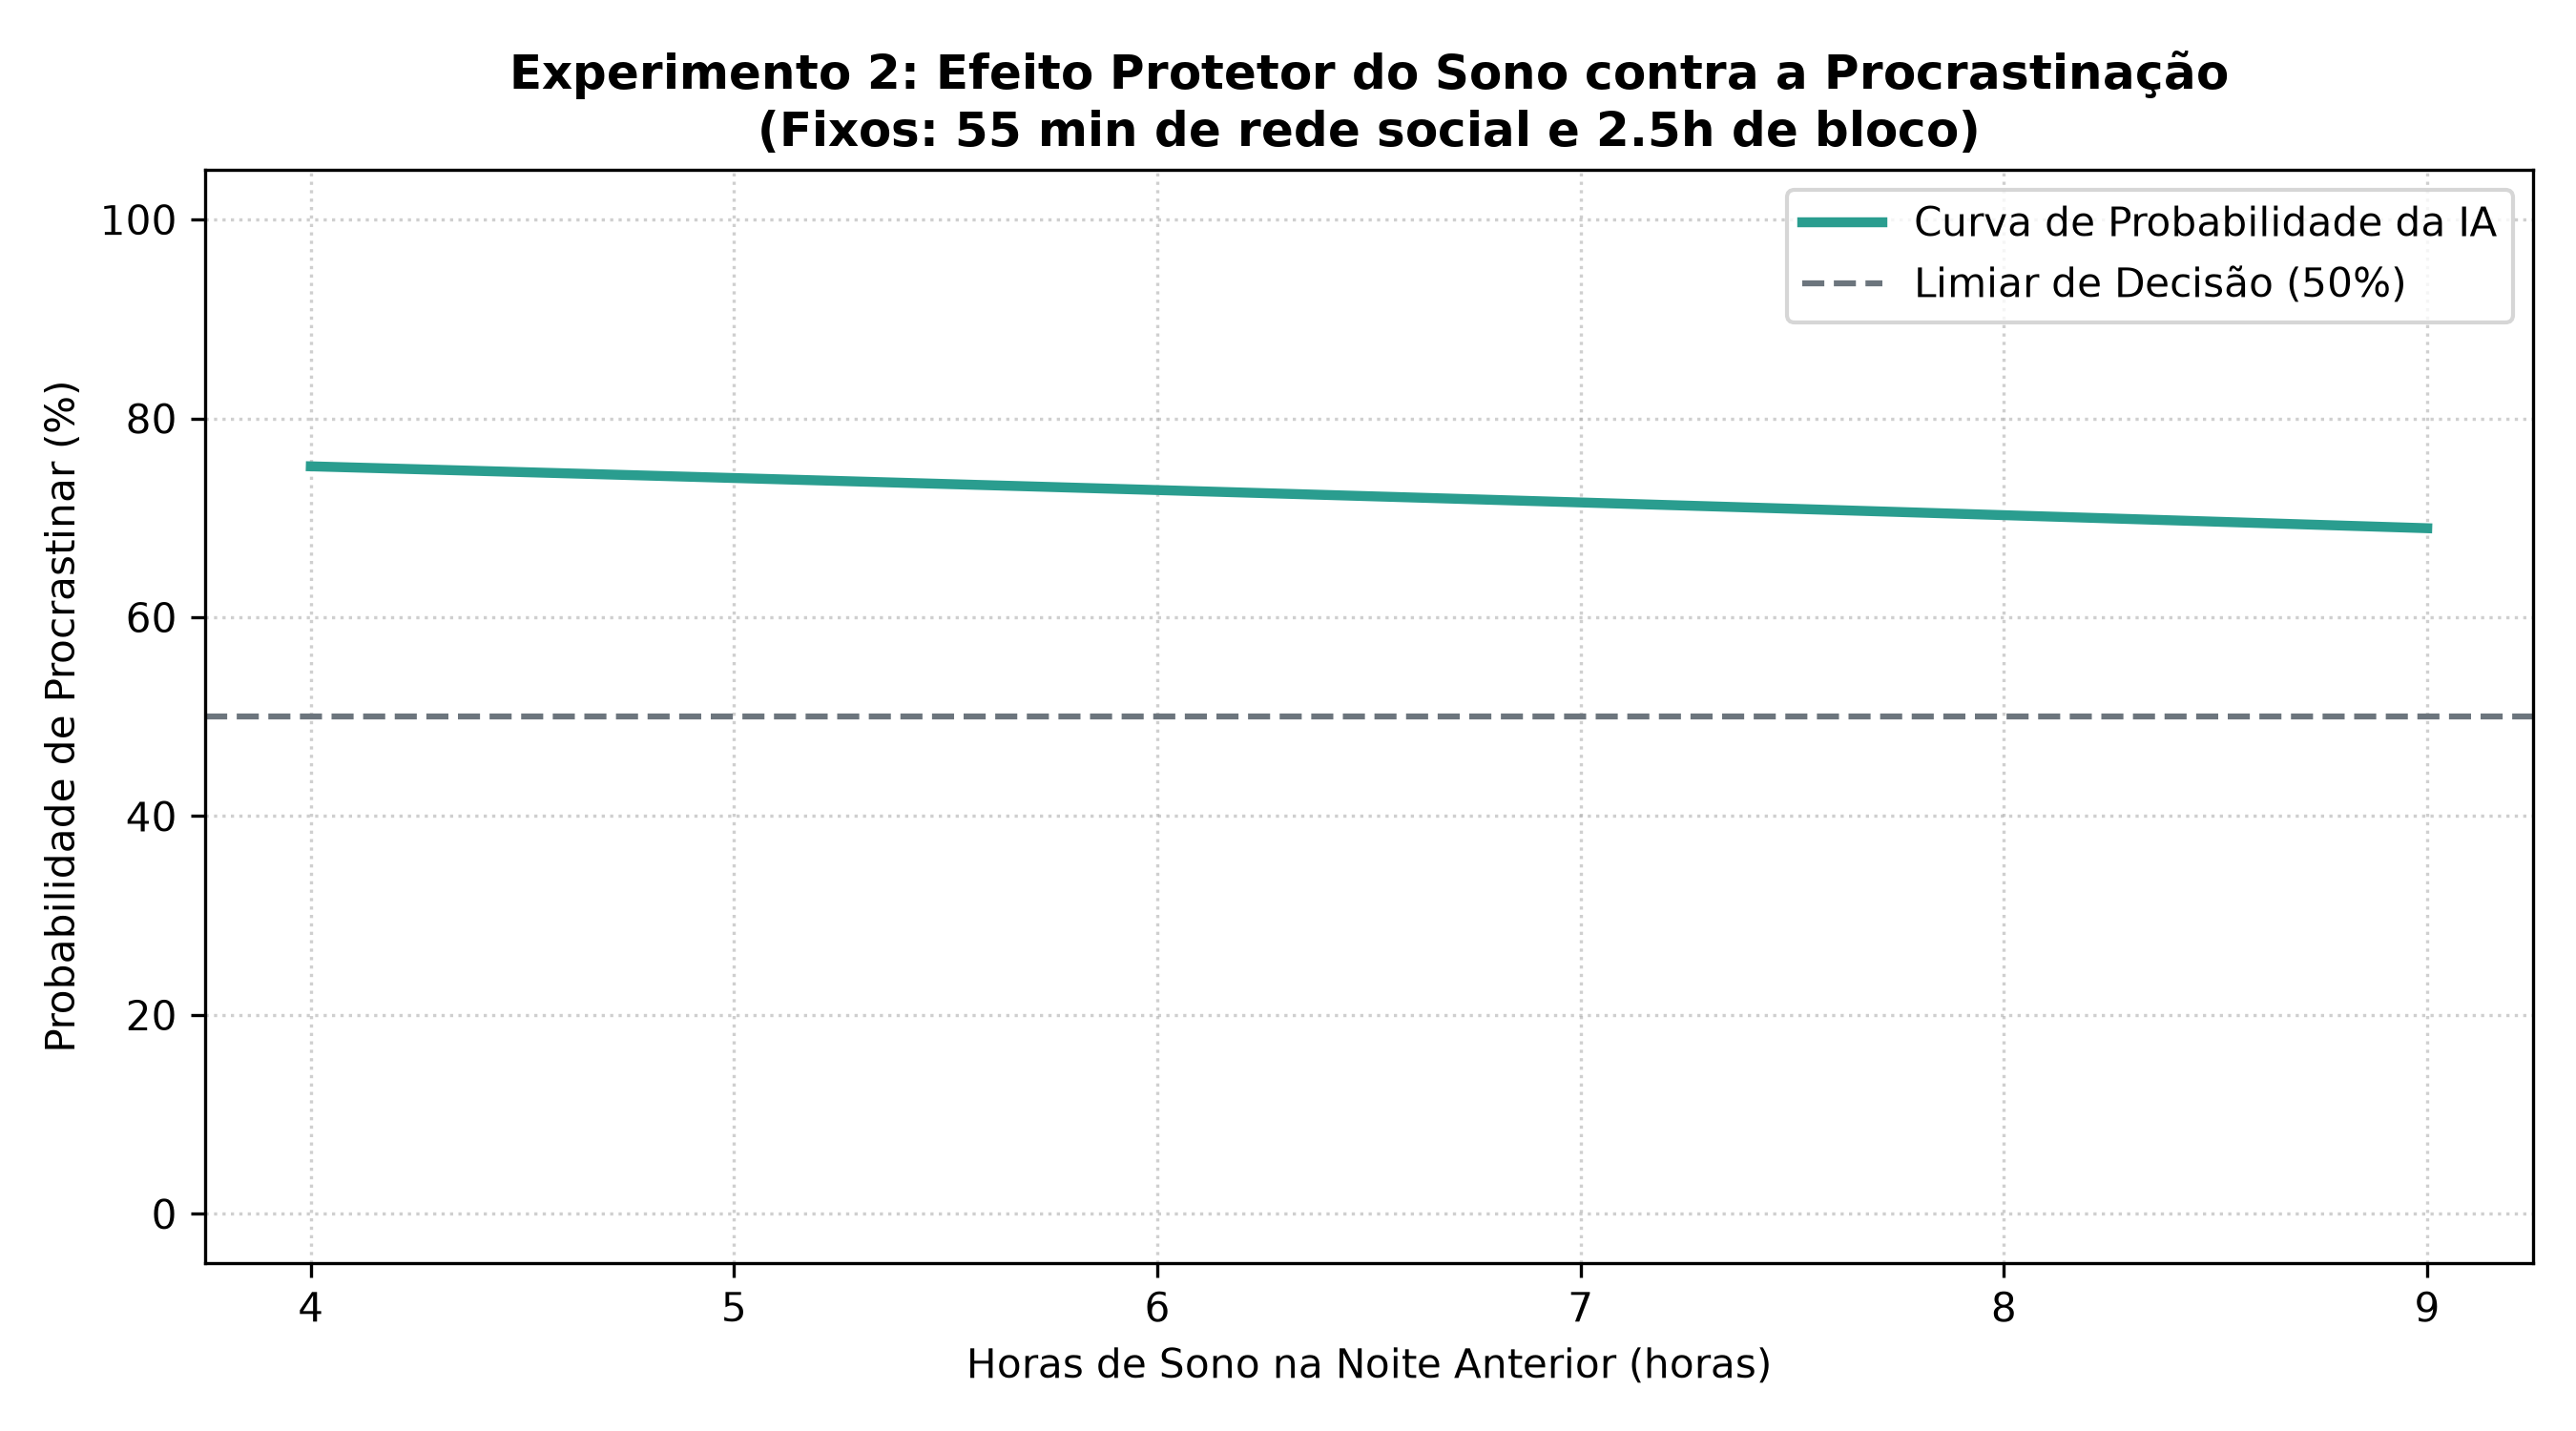 Experimento 2: Efeito Protetor do Sono contra a Procrastinação
(Fixos: 55 min de rede social e 2.5h de bloco)
Curva de Probabilidade da IA
Limiar de Decisão (50%)
Probabilidade de Procrastinar (%)
100
80
60
40
20
0
4 5 6 7 8 9
Horas de Sono na Noite Anterior (horas)